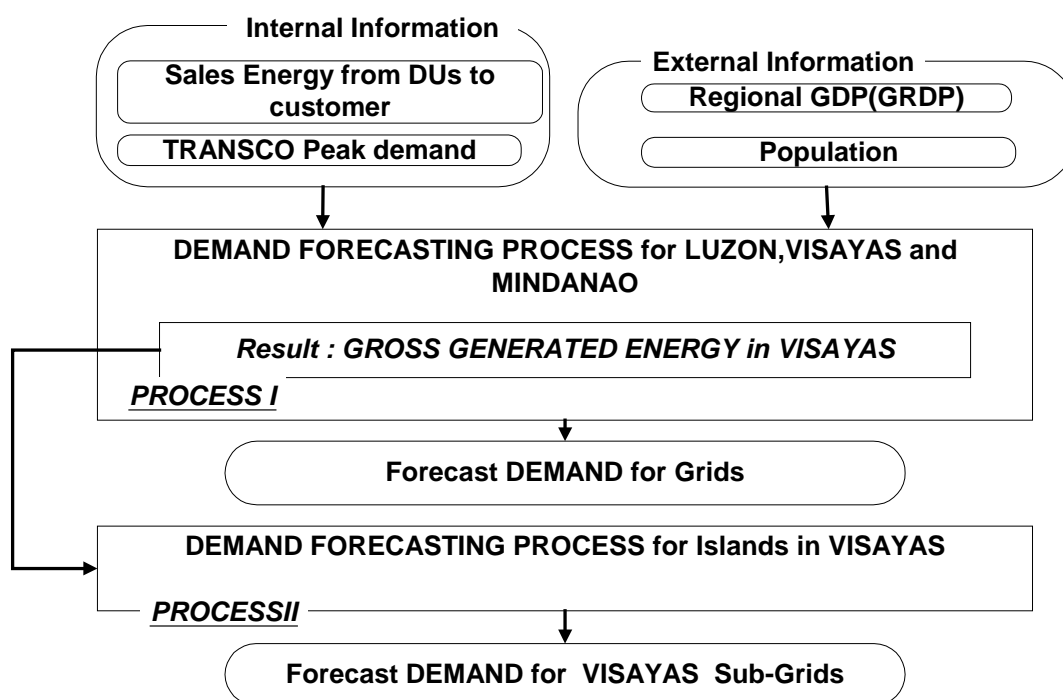 Internal Information
Sales Energy from DUs to
customer
TRANSCO Peak demand
External Information
Regional GDP(GRDP)
Population
DEMAND FORECASTING PROCESS for LUZON,VISAYAS and
MINDANAO
Result : GROSS GENERATED ENERGY in VISAYAS
PROCESS I
Forecast DEMAND for Grids
DEMAND FORECASTING PROCESS for Islands in VISAYAS
PROCESSII
Forecast DEMAND for VISAYAS Sub-Grids